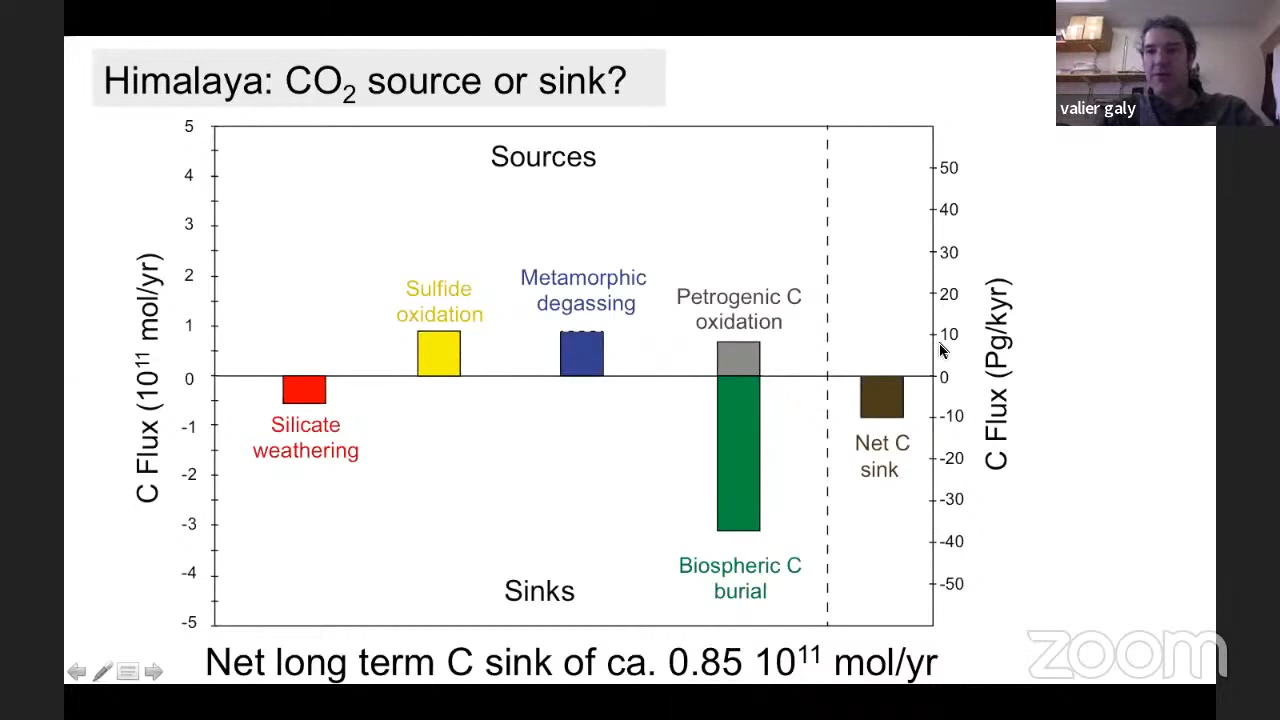 Himalaya: CO₂ source or sink?
valier galy
Sources
Sulfide
oxidation
Metamorphic
degassing
Petrogenic C
oxidation
Silicate
weathering
Net C
sink
Biospheric C
burial
Sinks
C Flux (10¹¹ mol/yr)
5
4
3
2
1
0
-1
-2
-3
-4
-5
C Flux (Pg/kyr)
50
40
30
20
10
0
-10
-20
-30
-40
-50
Net long term C sink of ca. 0.85 10¹¹ mol/yr
zoom